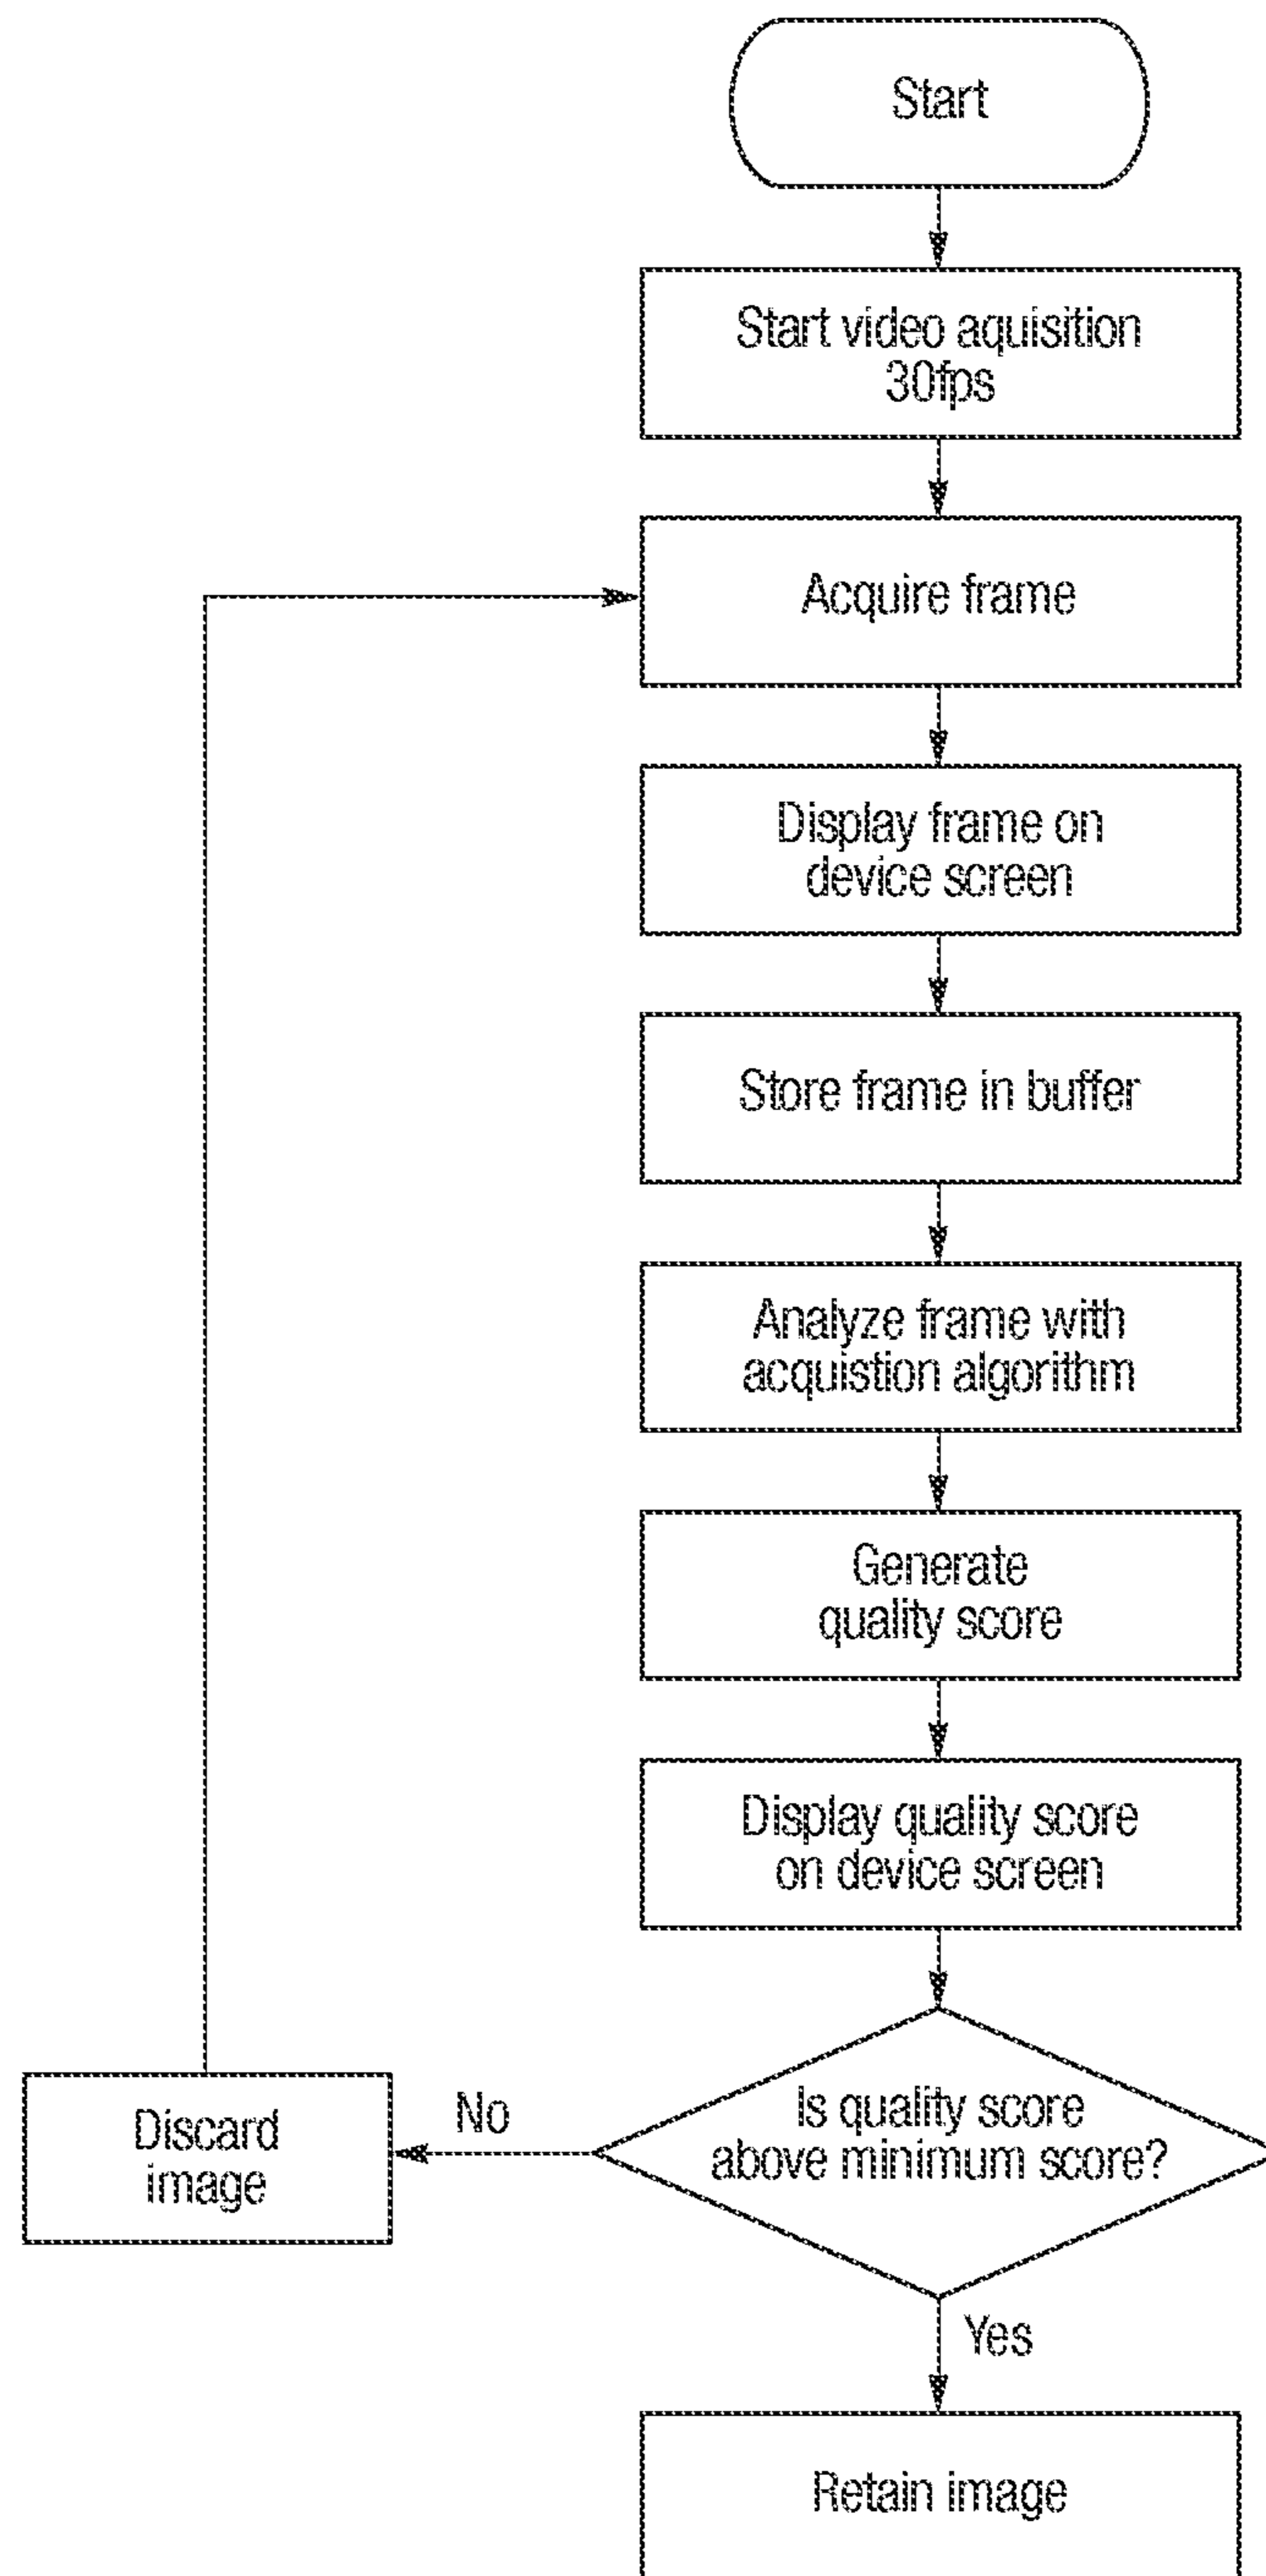 Start
Start video aquisition
30fps
Acquire frame
Display frame on
device screen
Store frame in buffer
Analyze frame with
acquistion algorithm
Generate
quality score
Display quality score
on device screen
Is quality score
above minimum score?
No
Discard
image
Yes
Retain image